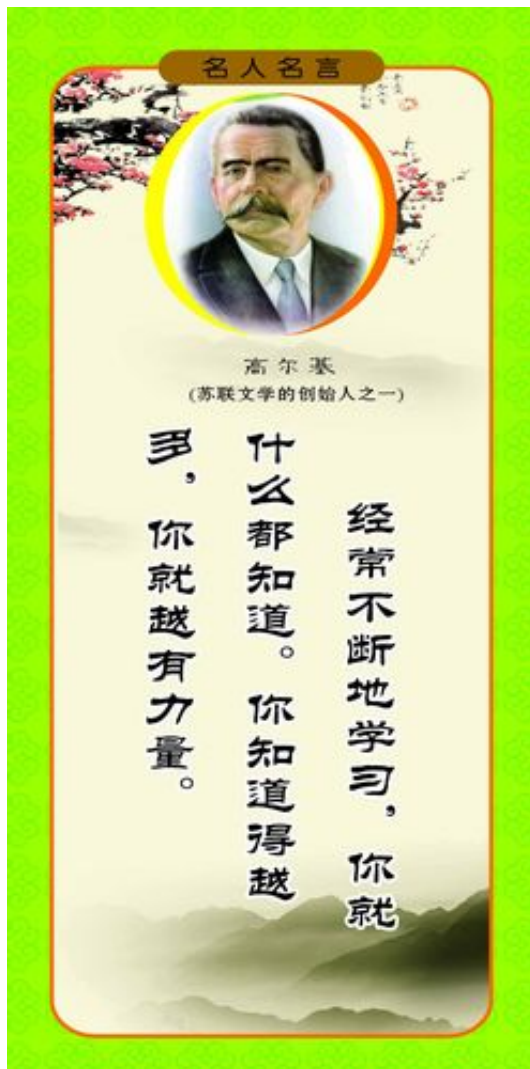 名人名言
高尔基
(苏联文学的创始人之一)
经常不断地学习,你就
什么都知道。你知道得越
多,你就越有力量。